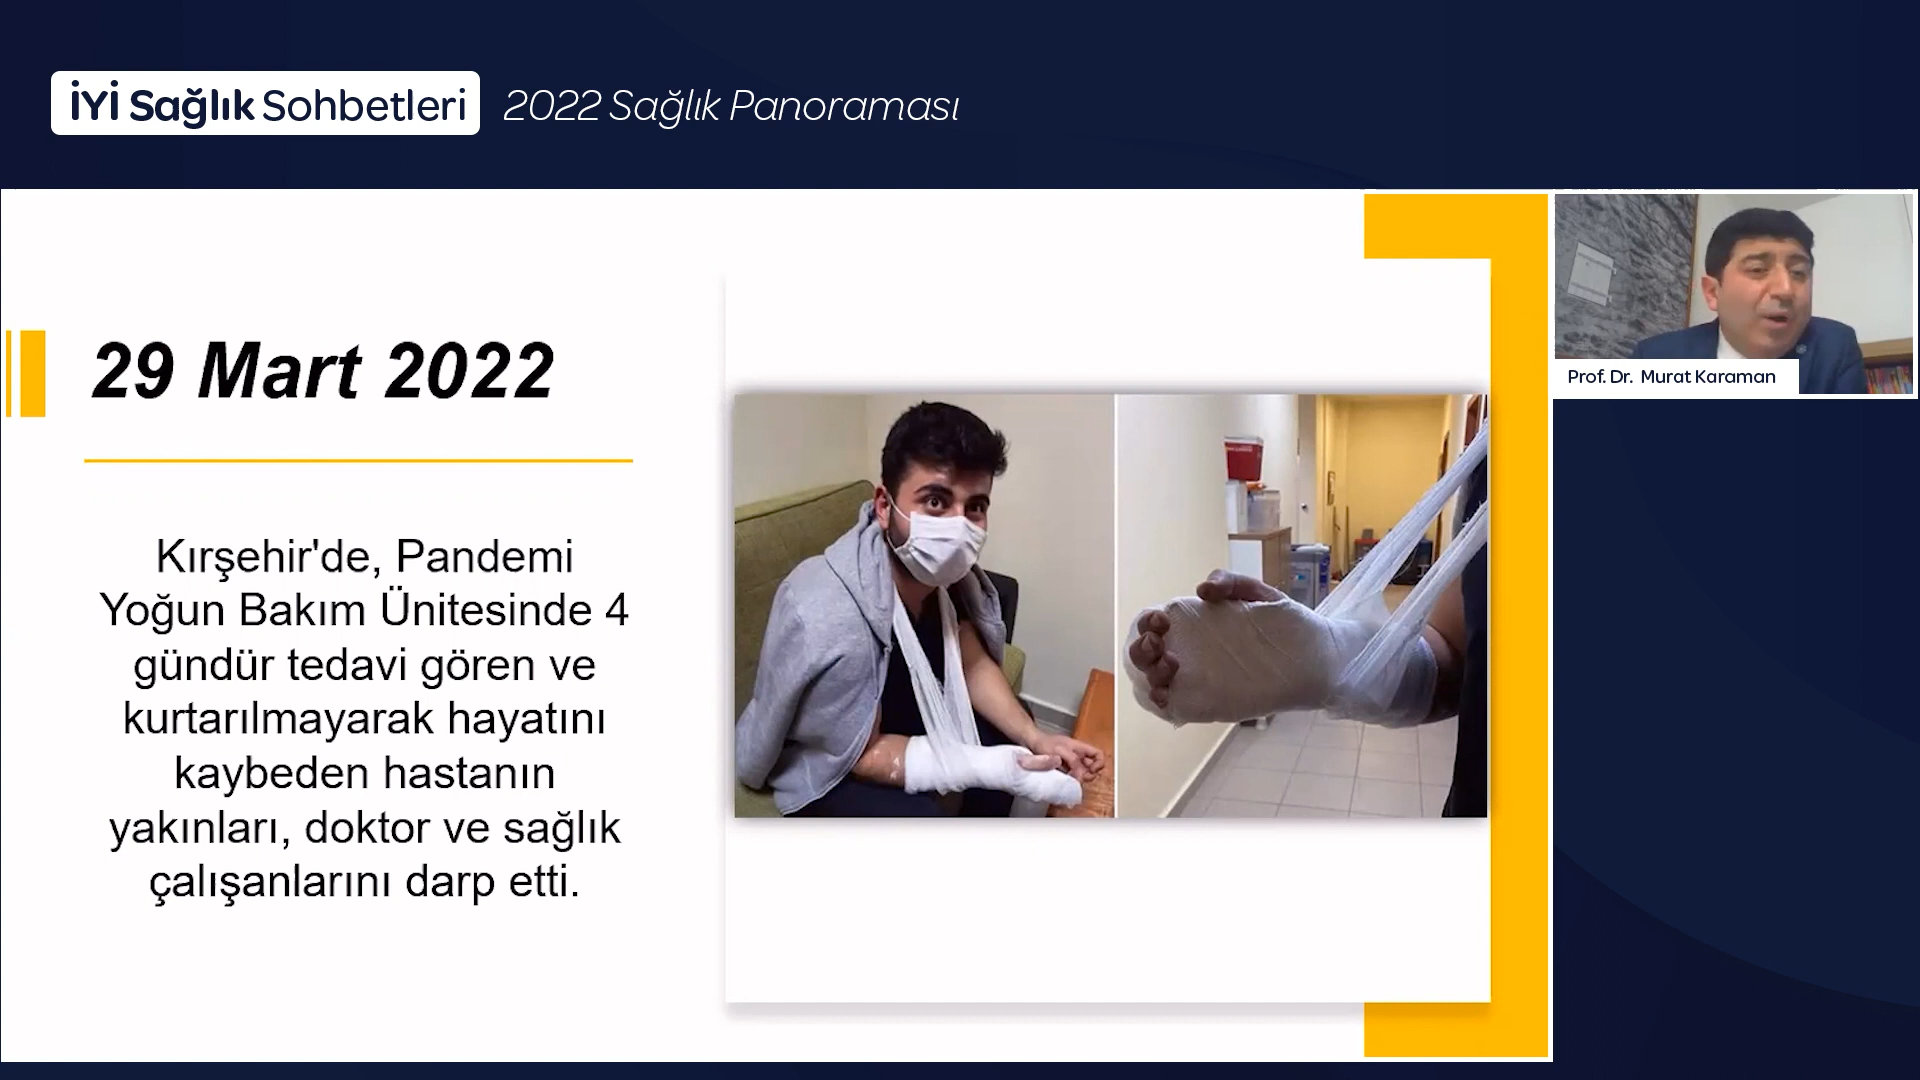 İYİ Sağlık Sohbetleri 2022 Sağlık Panoraması
Prof. Dr. Murat Karaman
29 Mart 2022
Kırşehir'de, Pandemi
Yoğun Bakım Ünitesinde 4
gündür tedavi gören ve
kurtarılmayarak hayatını
kaybeden hastanın
yakınları, doktor ve sağlık
çalışanlarını darp etti.